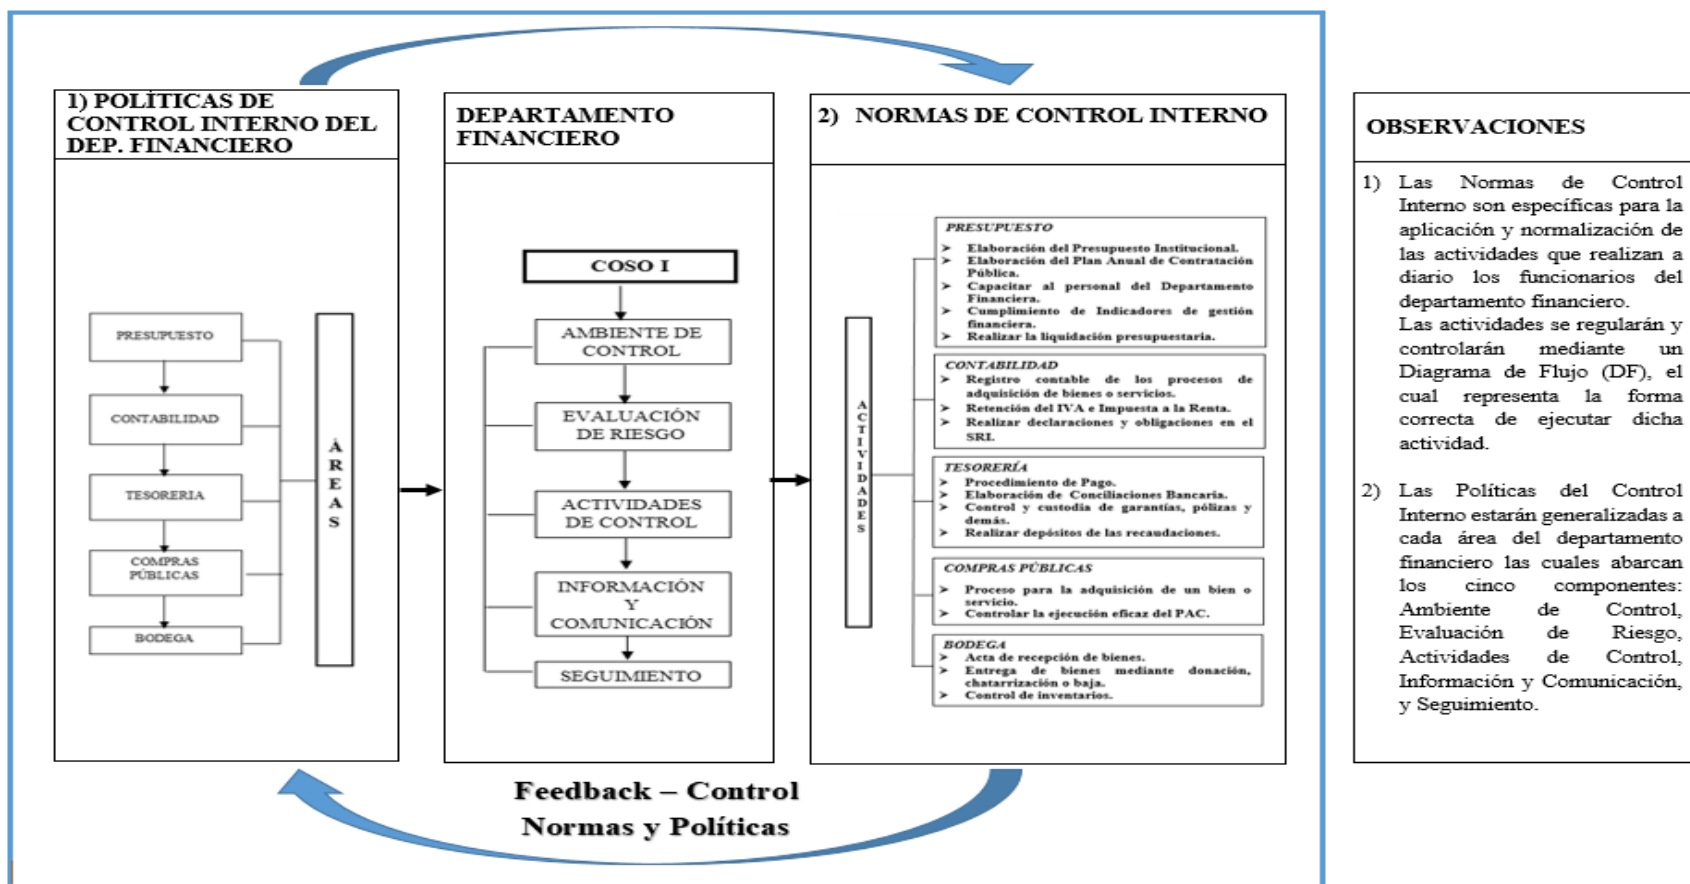 1) POLÍTICAS DE
CONTROL INTERNO DEL
DEP. FINANCIERO
PRESUPUESTO
CONTABILIDAD
TESORERIA
COMPRAS
PÚBLICAS
BODEGA
ÁREAS
DEPARTAMENTO
FINANCIERO
COSO I
AMBIENTE DE
CONTROL
EVALUACIÓN
DE RIESGO
ACTIVIDADES
DE CONTROL
INFORMACIÓN
Y
COMUNICACIÓN
SEGUIMIENTO
2) NORMAS DE CONTROL INTERNO
ACTIVIDADES
PRESUPUESTO
➤ Elaboración del Presupuesto Institucional.
➤ Elaboración del Plan Anual de Contratación
Pública.
➤ Capacitar al personal del Departamento
Financiera.
➤ Cumplimiento de Indicadores de gestión
financiera.
➤ Realizar la liquidación presupuestaria.
CONTABILIDAD
➤ Registro contable de los procesos de
adquisición de bienes o servicios.
➤ Retención del IVA e Impuesto a la Renta.
➤ Realizar declaraciones y obligaciones en el
SRI.
TESORERÍA
➤ Procedimiento de Pago.
➤ Elaboración de Conciliaciones Bancaria.
➤ Control y custodia de garantías, pólizas y
demás.
➤ Realizar depósitos de las recaudaciones.
COMPRAS PÚBLICAS
➤ Proceso para la adquisición de un bien o
servicio.
➤ Controlar la ejecución eficaz del PAC.
BODEGA
➤ Acta de recepción de bienes.
➤ Entrega de bienes mediante donación,
chatarrización o baja.
➤ Control de inventarios.
Feedback – Control
Normas y Políticas
OBSERVACIONES
1) Las Normas de Control
Interno son específicas para la
aplicación y normalización de
las actividades que realizan a
diario los funcionarios del
departamento financiero.
Las actividades se regularán y
controlarán mediante un
Diagrama de Flujo (DF), el
cual representa la forma
correcta de ejecutar dicha
actividad.
2) Las Políticas del Control
Interno estarán generalizadas a
cada área del departamento
financiero las cuales abarcan
los cinco componentes:
Ambiente de Control,
Evaluación de Riesgo,
Actividades de Control,
Información y Comunicación,
y Seguimiento.